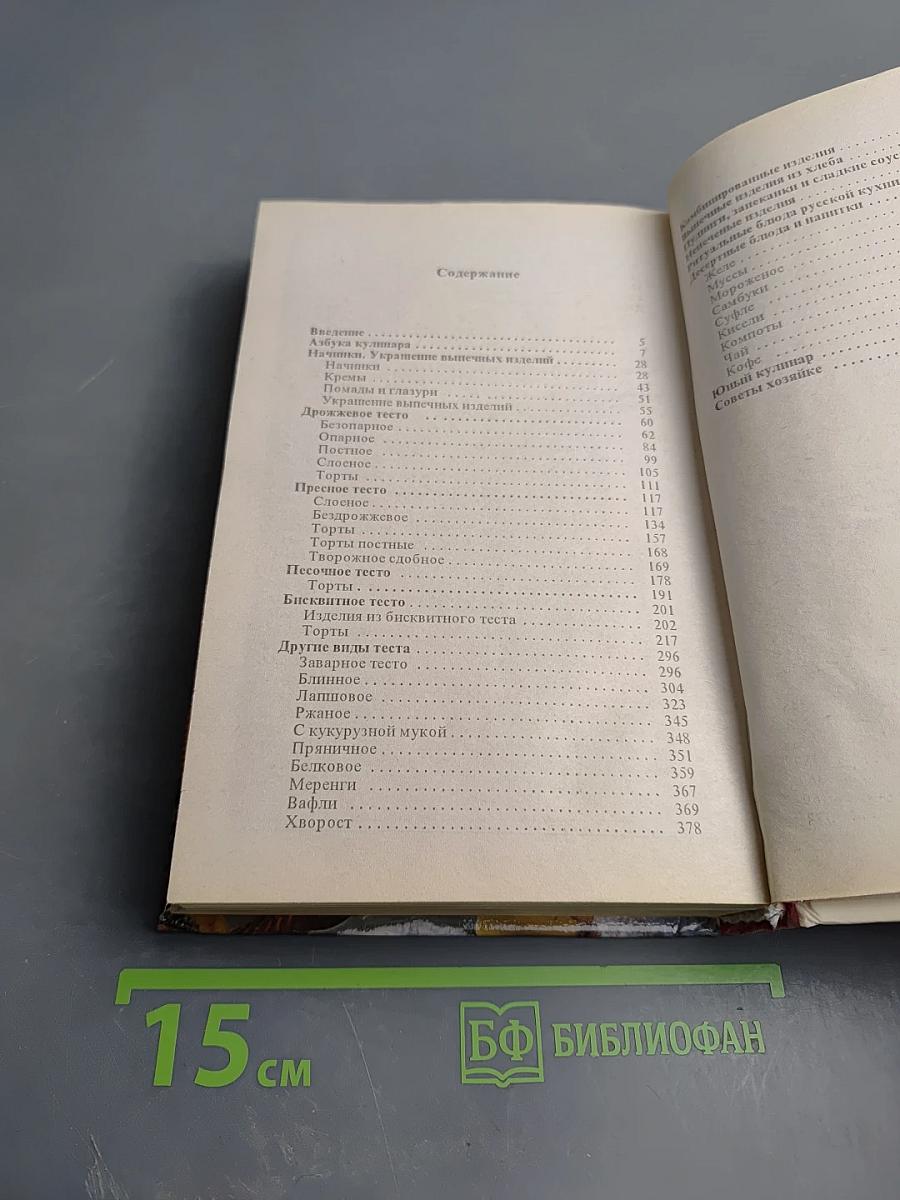 Содержание
Введение 5
Азбука кулинара 7
Начинки. Украшение выпечных изделий 28
Начинки 28
Кремы 43
Помады и глазури 51
Украшение выпечных изделий 55
Дрожжевое тесто 60
Безопарное 62
Опарное 84
Постное 99
Слоеное 105
Торты 111
Пресное тесто 117
Слоеное 117
Бездрожжевое 134
Торты 157
Торты постные 168
Творожное сдобное 169
Песочное тесто 178
Торты 191
Бисквитное тесто 201
Изделия из бисквитного теста 202
Торты 217
Другие виды теста 296
Заварное тесто 296
Блинное 304
Лапшовое 323
Ржаное 345
С кукурузной мукой 348
Пряничное 351
Белковое 359
Меренги 367
Вафли 369
Хворост 378
Комбинированные изделия
Выпечные изделия из хлеба
Пудинги, запеканки и сладкие
Непеченые изделия
Ритуальные блюда русской кухни
Десертные блюда и напитки
Желе
Муссы
Мороженое
Самбуки
Суфле
Кисели
Компоты
Чай
Кофе
Юный кулинар
Советы хозяйке
15 см
БФ БИБЛИОФАН